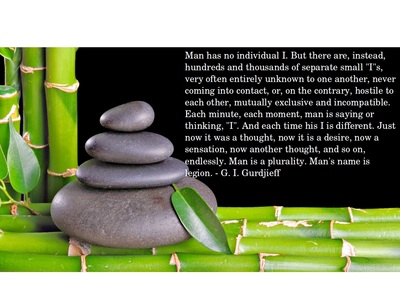 Man has no individual I. But there are, instead,
hundreds and thousands of separate small "I"s,
very often entirely unknown to one another, never
coming into contact, or, on the contrary, hostile to
each other, mutually exclusive and incompatible.
Each minute, each moment, man is saying or
thinking, "I". And each time his I is different. Just
now it was a thought, now it is a desire, now a
sensation, now another thought, and so on,
endlessly. Man is a plurality. Man's name is
legion. - G. I. Gurdjieff